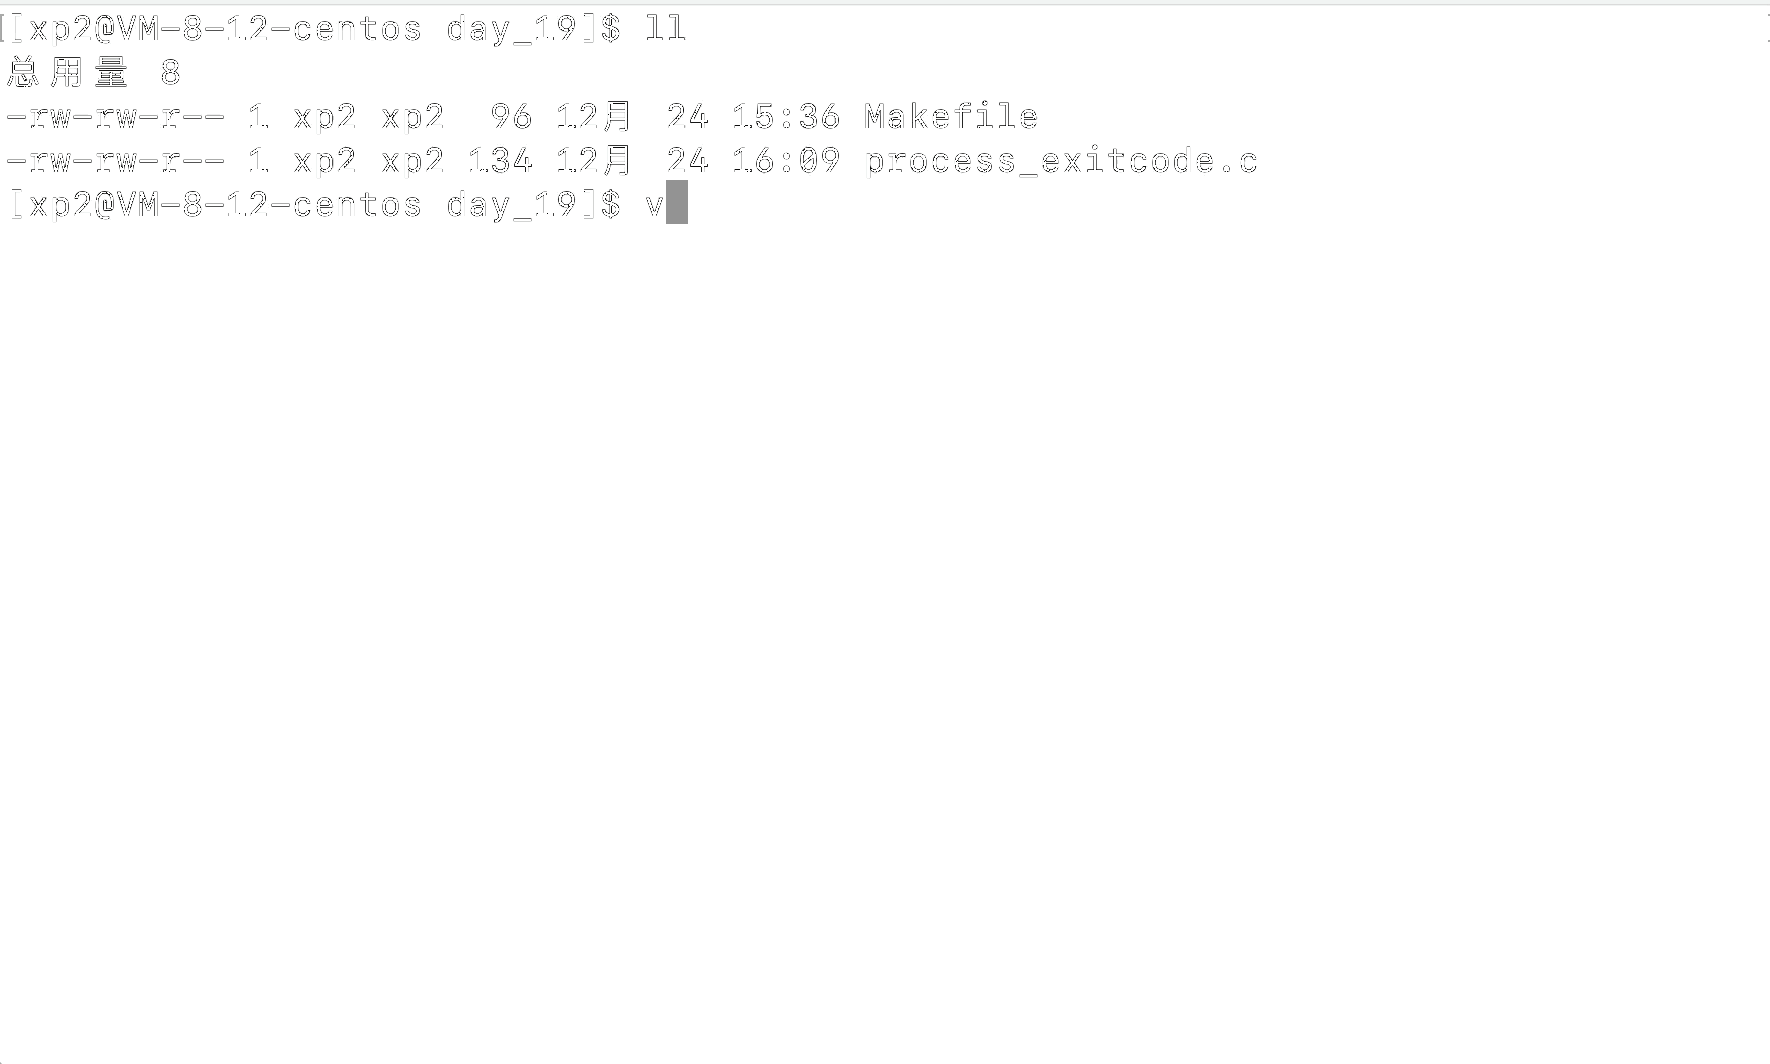 [xp2@VM-8-12-centos day_19]$ ll
总用量 8
-rw-rw-r-- 1 xp2 xp2  96 12月  24 15:36 Makefile
-rw-rw-r-- 1 xp2 xp2 134 12月  24 16:09 process_exitcode.c
[xp2@VM-8-12-centos day_19]$ v